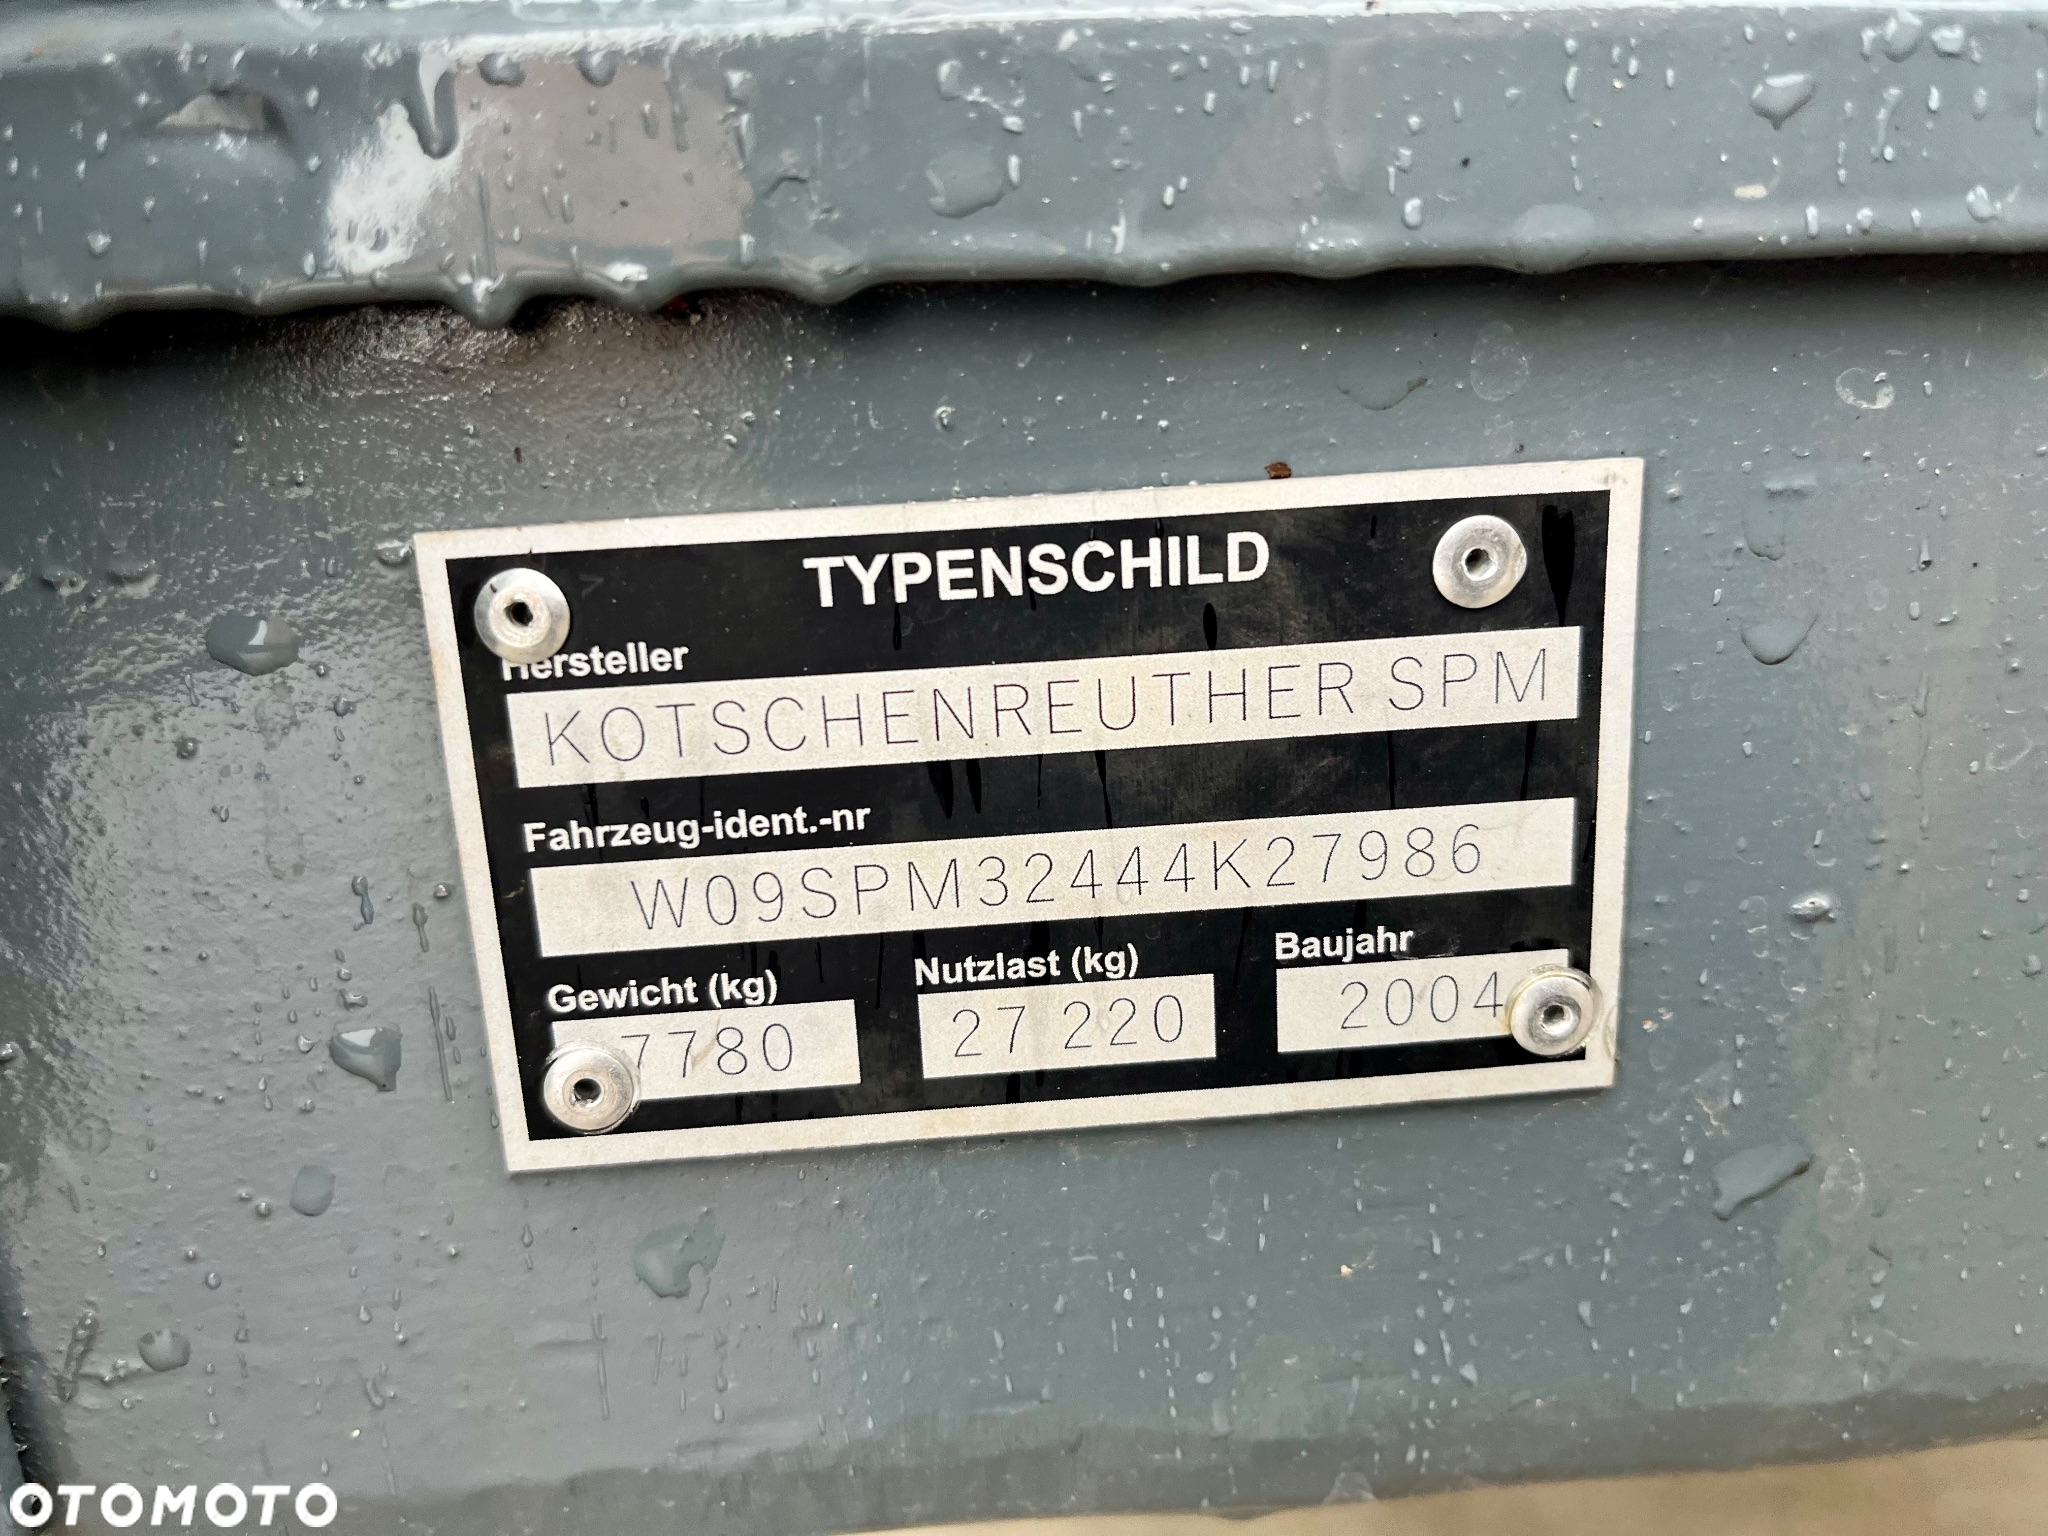 TYPENSCHILD
Hersteller
KOTSCHENREUTHER SPM
Fahrzeug-ident.-nr
W09SPM32444K27986
Gewicht (kg) Nutzlast (kg) Baujahr
7780 27 220 2004
OTOMOTO